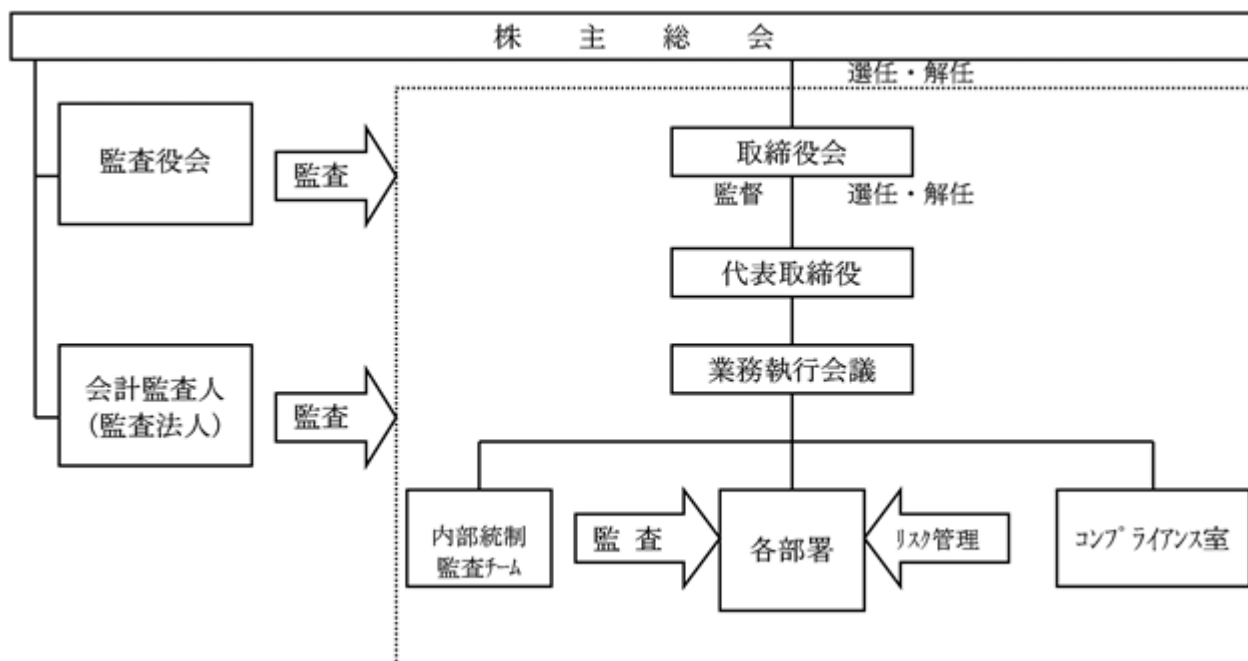 株主総会
選任・解任
監査役会
監査
取締役会
監督
選任・解任
代表取締役
業務執行会議
会計監査人
(監査法人)
監査
内部統制
監査ﾁｰﾑ
監査
各部署
ﾘｽｸ管理
ｺﾝﾌﾟﾗｲｱﾝｽ室